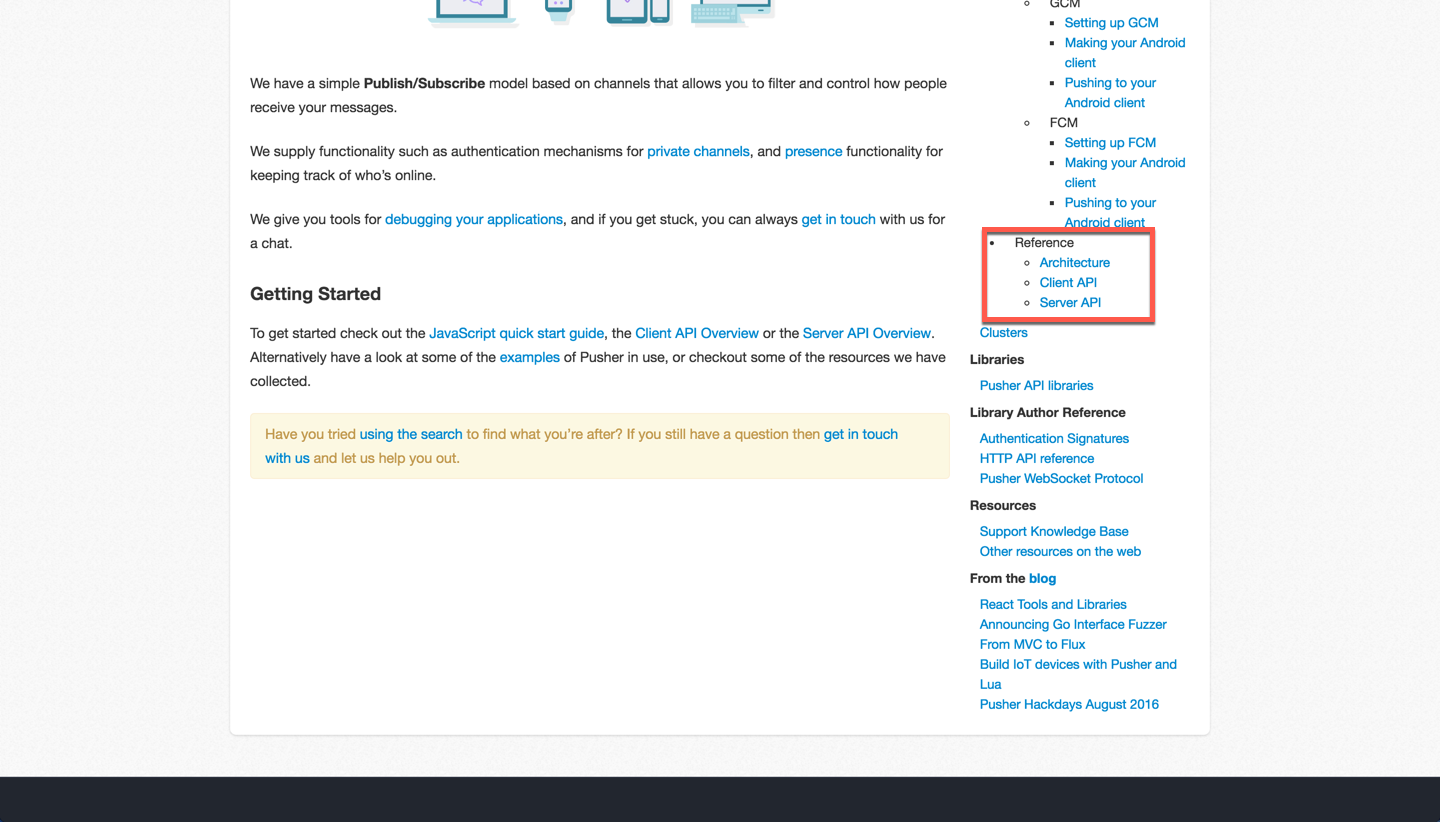 We have a simple Publish/Subscribe model based on channels that allows you to filter and control how people
receive your messages.
We supply functionality such as authentication mechanisms for private channels, and presence functionality for
keeping track of who's online.
We give you tools for debugging your applications, and if you get stuck, you can always get in touch with us for
a chat.
Getting Started
To get started check out the JavaScript quick start guide, the Client API Overview or the Server API Overview.
Alternatively have a look at some of the examples of Pusher in use, or checkout some of the resources we have
collected.
Have you tried using the search to find what you're after? If you still have a question then get in touch
with us and let us help you out.
GCM
Setting up GCM
Making your Android
client
Pushing to your
Android client
FCM
Setting up FCM
Making your Android
client
Pushing to your
Android client
Reference
Architecture
Client API
Server API
Clusters
Libraries
Pusher API libraries
Library Author Reference
Authentication Signatures
HTTP API reference
Pusher WebSocket Protocol
Resources
Support Knowledge Base
Other resources on the web
From the blog
React Tools and Libraries
Announcing Go Interface Fuzzer
From MVC to Flux
Build IoT devices with Pusher and
Lua
Pusher Hackdays August 2016